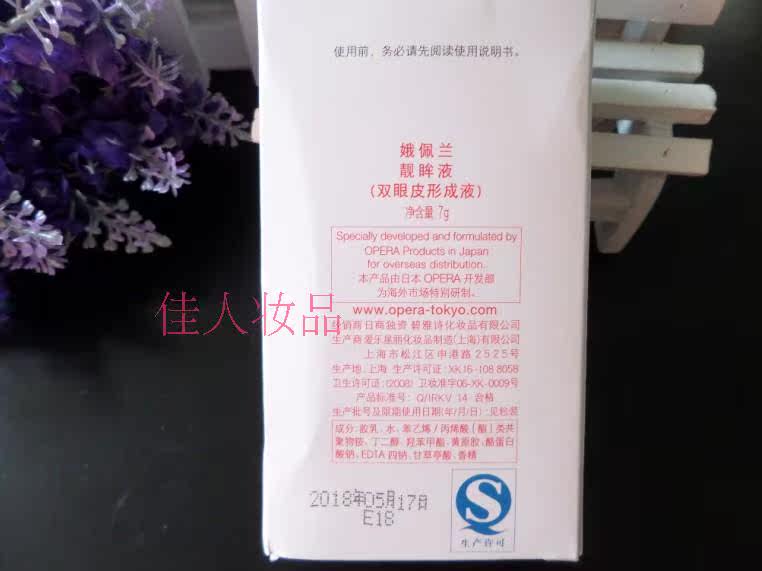 使用前，务必请先阅读使用说明书。
娥佩兰
靓眸液
（双眼皮形成液）
净含量 7g
Specially developed and formulated by
OPERA Products in Japan
for overseas distribution.
本产品由日本 OPERA 开发部
为海外市场特别研制。
www.opera-tokyo.com
佳人妆品
经销商日商独资 碧雅诗化妆品有限公司
生产商 爱乐星丽化妆品制造(上海)有限公司
上海市松江区申港路2525号
生产地：上海 生产许可证：XK16-108 8058
卫生许可证：(2008) 卫妆准字06-XK-0009号
产品标准号：Q/IRKV 14 合格
生产批号及限期使用日期(年/月/日)：见包装
成分：胶乳、水、苯乙烯/丙烯酸（酯）类共
聚物铵、丁二醇、羟苯甲酯、黄原胶、酪蛋白
酸钠、EDTA 四钠、甘草亭酸、香精
2018年05月17日
E18
生产许可